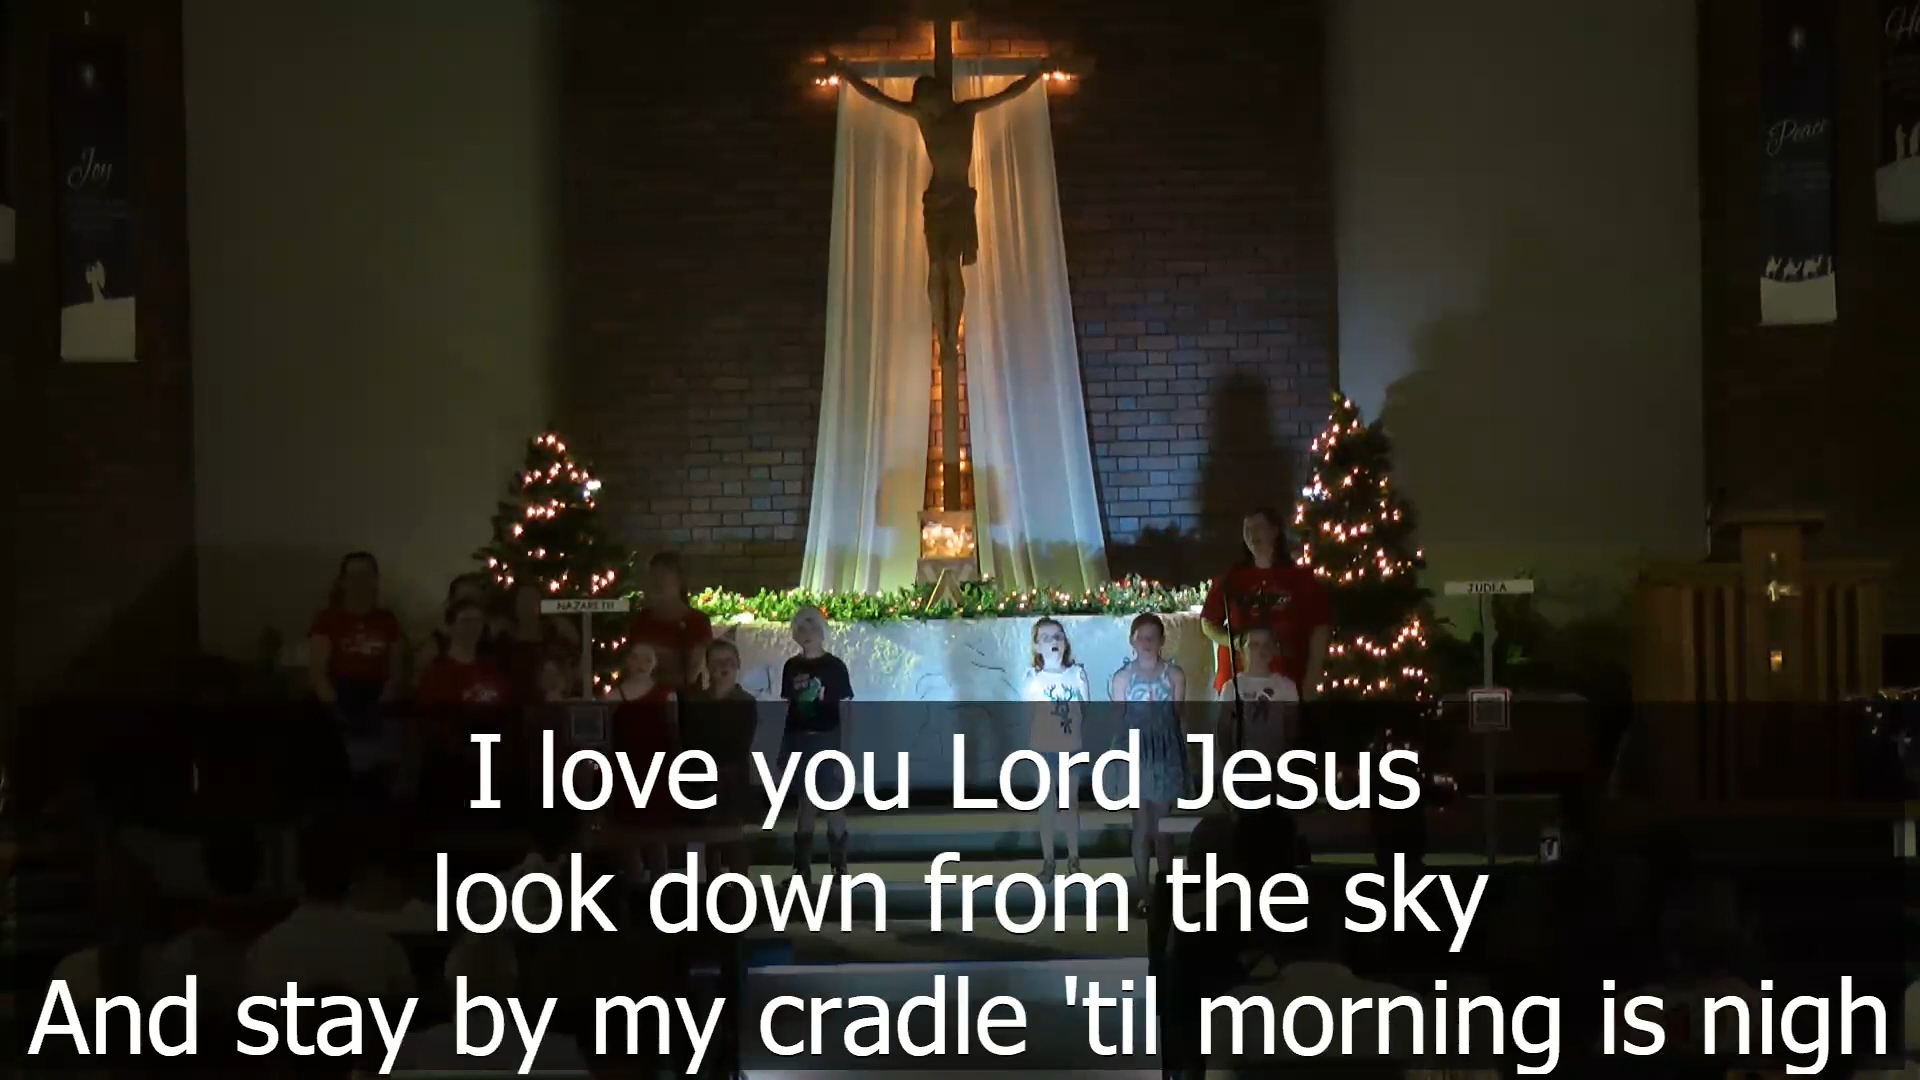 Joy
Peace
NAZARETH
JUDEA
I love you Lord Jesus
look down from the sky
And stay by my cradle 'til morning is nigh